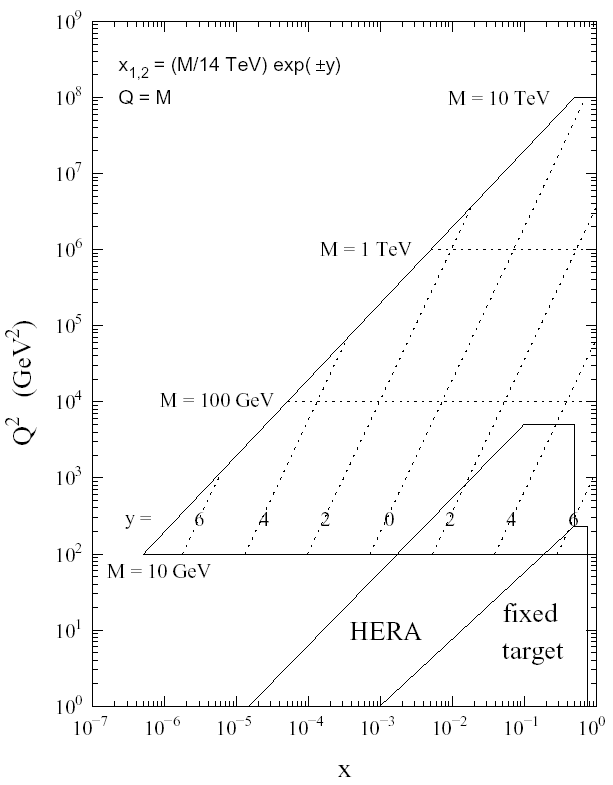 10⁹
x₁,₂ = (M/14 TeV) exp(±y)
Q = M
10⁸
M = 10 TeV
10⁷
10⁶
M = 1 TeV
10⁵
10⁴
M = 100 GeV
Q² (GeV²)
10³
y = 6 4 2 0 2 4 6
10²
M = 10 GeV
10¹
HERA
fixed
target
10⁰
10⁻⁷ 10⁻⁶ 10⁻⁵ 10⁻⁴ 10⁻³ 10⁻² 10⁻¹ 10⁰
x